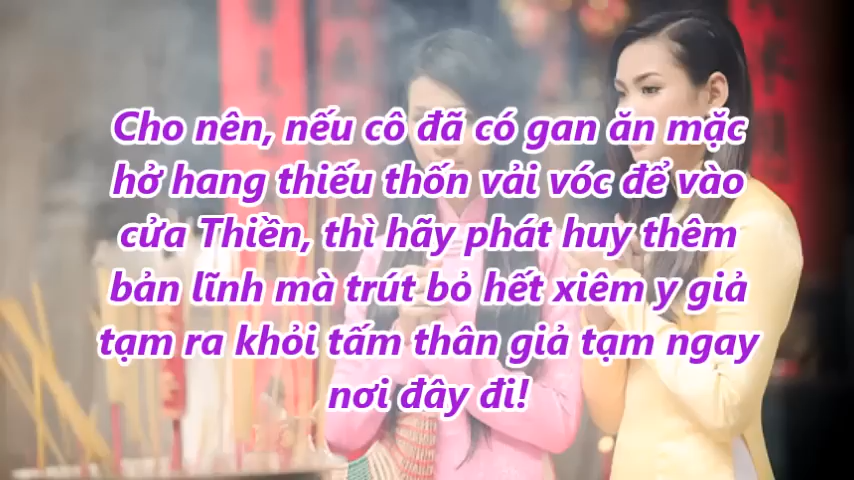 Cho nên, nếu cô đã có gan ăn mặc
hở hang thiếu thốn vải vóc để vào
cửa Thiền, thì hãy phát huy thêm
bản lĩnh mà trút bỏ hết xiêm y giả
tạm ra khỏi tấm thân giả tạm ngay
nơi đây đi!